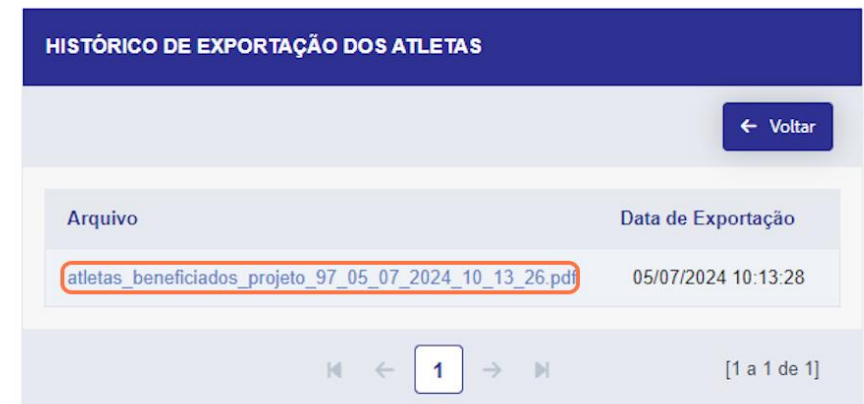 HISTÓRICO DE EXPORTAÇÃO DOS ATLETAS
← Voltar
Arquivo Data de Exportação
atletas_beneficiados_projeto_97_05_07_2024_10_13_26.pdf 05/07/2024 10:13:28
1 [1 a 1 de 1]